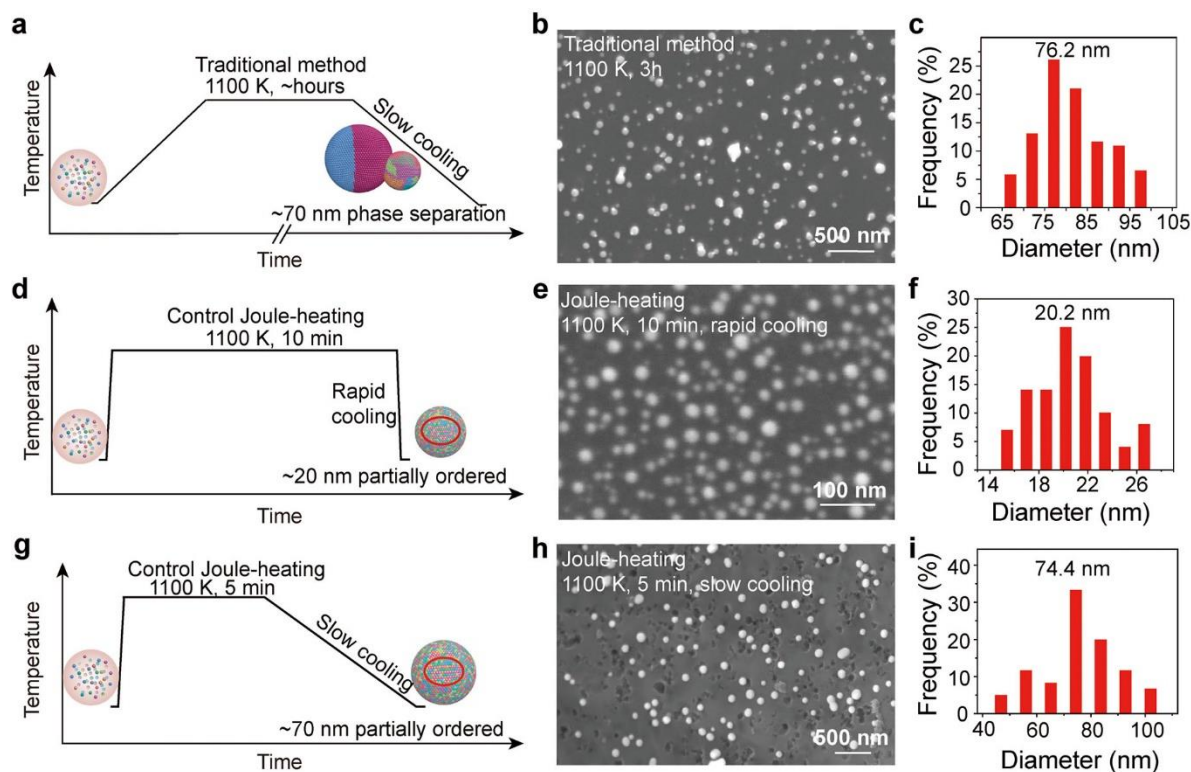 a
Traditional method
1100 K, ~hours
Slow cooling
~70 nm phase separation
Temperature
Time
b
Traditional method
1100 K, 3h
500 nm
c
76.2 nm
Frequency (%)
25
20
15
10
5
0
65 75 85 95 105
Diameter (nm)
d
Control Joule-heating
1100 K, 10 min
Rapid
cooling
~20 nm partially ordered
Temperature
Time
e
Joule-heating
1100 K, 10 min, rapid cooling
100 nm
f
20.2 nm
Frequency (%)
30
25
20
15
10
5
0
14 18 22 26
Diameter (nm)
g
Control Joule-heating
1100 K, 5 min
Slow cooling
~70 nm partially ordered
Temperature
Time
h
Joule-heating
1100 K, 5 min, slow cooling
500 nm
i
74.4 nm
Frequency (%)
40
30
20
10
0
40 60 80 100
Diameter (nm)